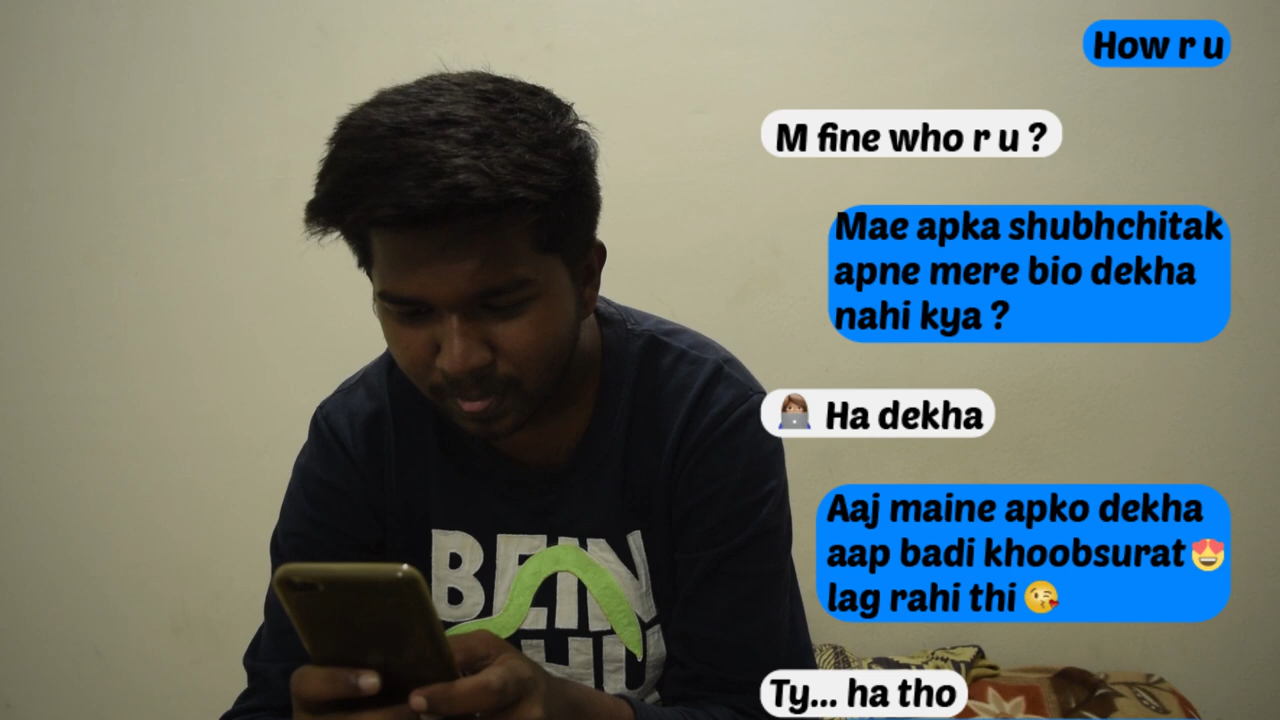 How r u
M fine who r u ?
Mae apka shubhchitak
apne mere bio dekha
nahi kya ?
👩🏽‍💻 Ha dekha
Aaj maine apko dekha
aap badi khoobsurat😍
lag rahi thi 😘
Ty... ha tho
BEIN